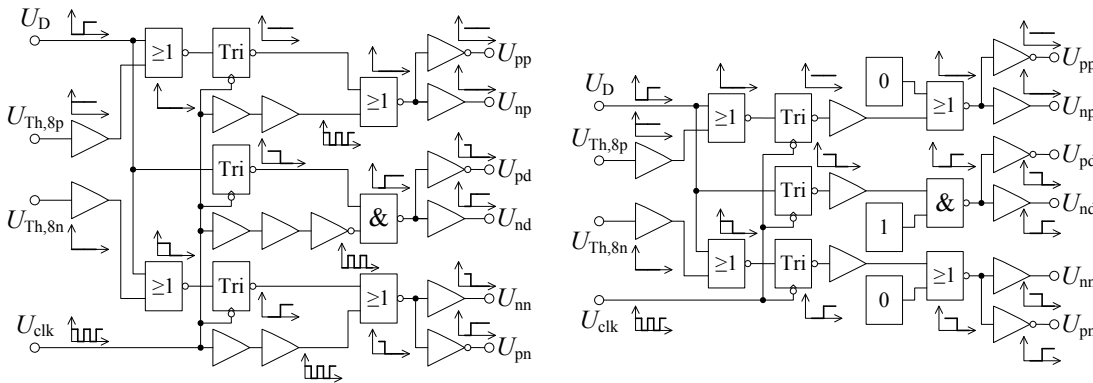 U_D
≥1
Tri
U_pp
≥1
U_np
U_Th,8p
Tri
U_pd
&
U_nd
U_Th,8n
≥1
Tri
≥1
U_nn
U_clk
U_pn
U_pp
0
U_D
≥1
Tri
≥1
U_np
U_Th,8p
Tri
&
U_pd
1
U_nd
U_Th,8n
≥1
Tri
≥1
U_nn
0
U_clk
U_pn